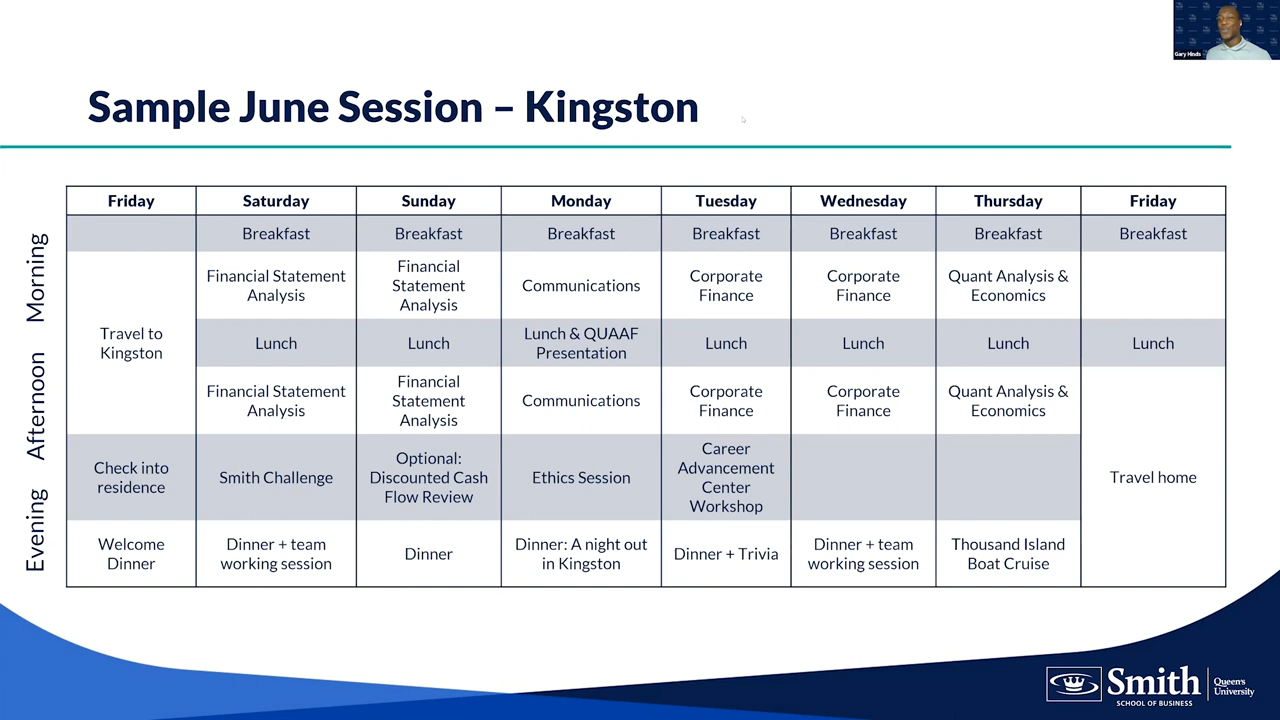 Gary Hinds
Sample June Session – Kingston
Friday Saturday Sunday Monday Tuesday Wednesday Thursday Friday
Breakfast Breakfast Breakfast Breakfast Breakfast Breakfast Breakfast
Morning
Travel to
Kingston
Financial Statement
Analysis
Financial
Statement
Analysis
Communications
Corporate
Finance
Corporate
Finance
Quant Analysis &
Economics
Lunch
Lunch
Lunch & QUAAF
Presentation
Lunch
Lunch
Lunch
Lunch
Afternoon
Financial Statement
Analysis
Financial
Statement
Analysis
Communications
Corporate
Finance
Corporate
Finance
Quant Analysis &
Economics
Check into
residence
Smith Challenge
Optional:
Discounted Cash
Flow Review
Ethics Session
Career
Advancement
Center
Workshop
Travel home
Evening
Welcome
Dinner
Dinner + team
working session
Dinner
Dinner: A night out
in Kingston
Dinner + Trivia
Dinner + team
working session
Thousand Island
Boat Cruise
Smith
SCHOOL OF BUSINESS
Queen's
University